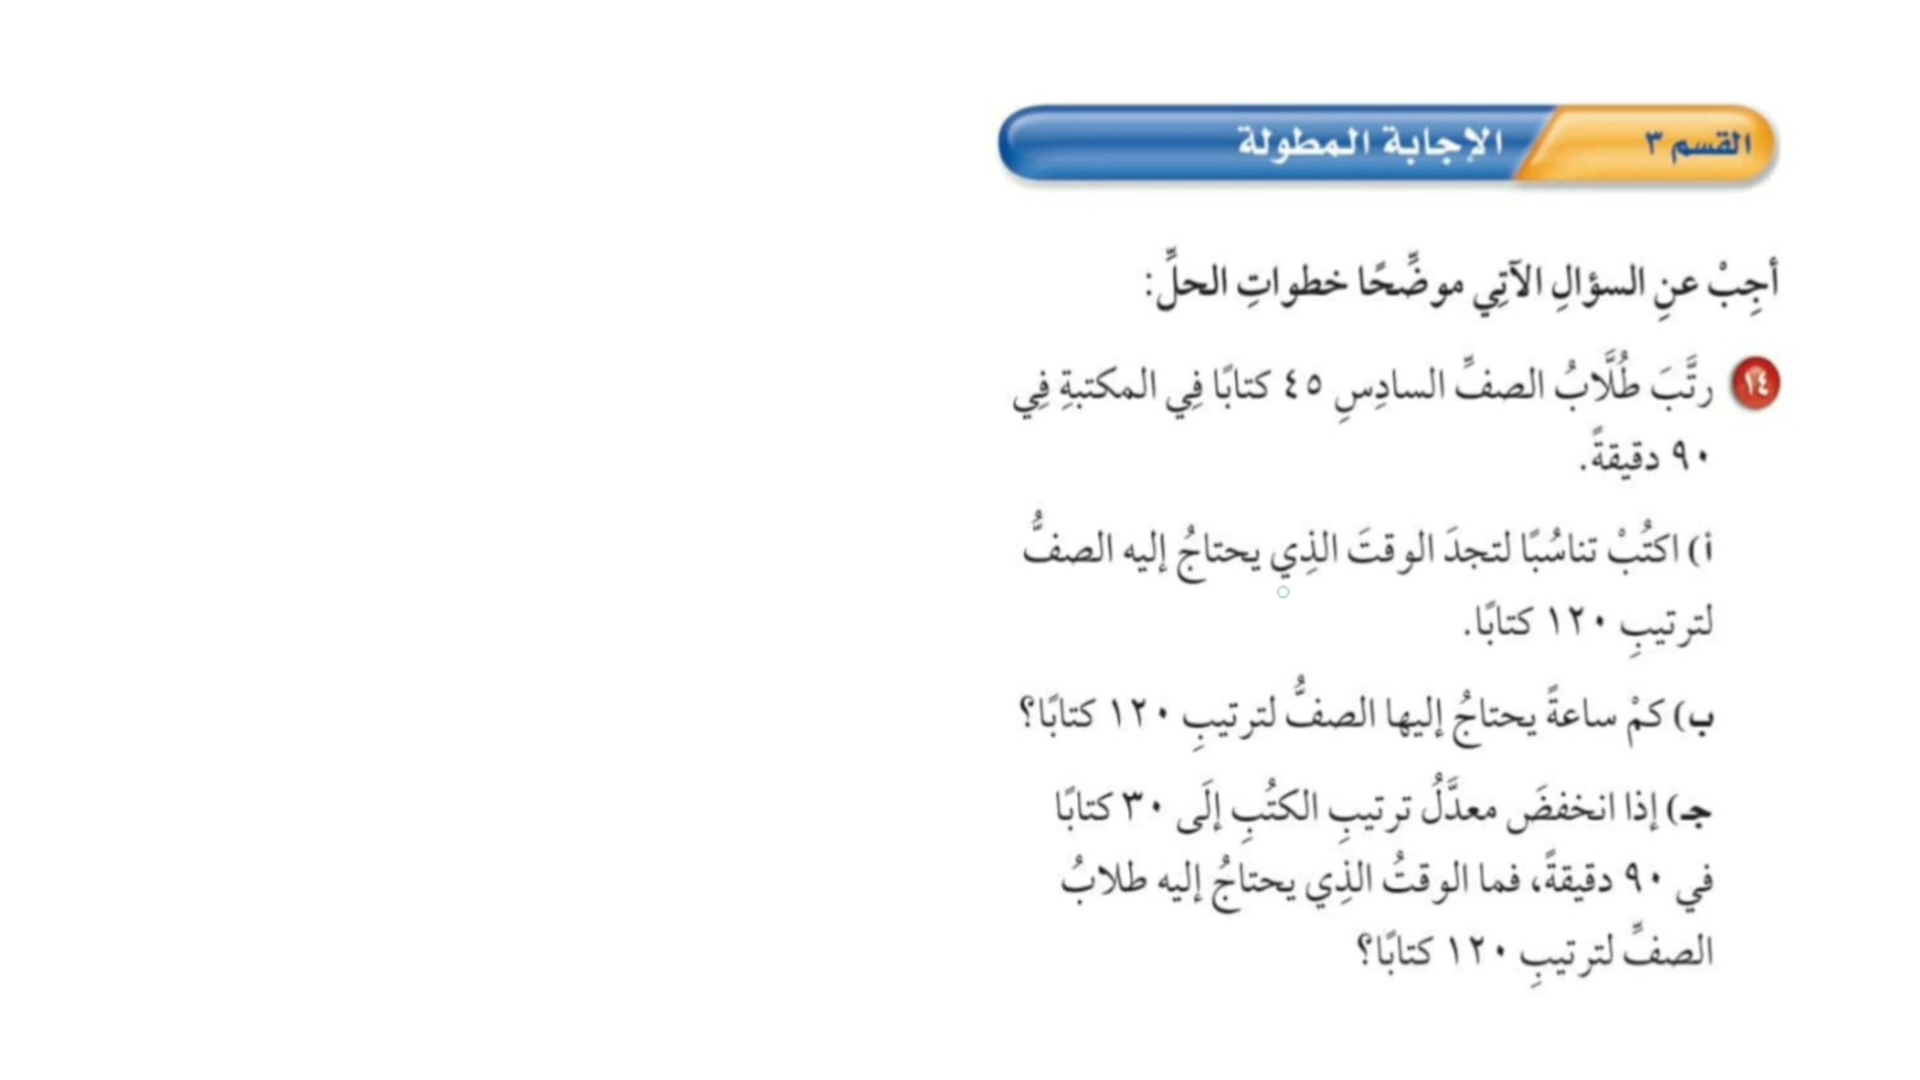 القسم ٣ الإجابة المطولة
أجِبْ عنِ السؤالِ الآتِي موضِّحًا خطواتِ الحلِّ:
١٤ رتَّبَ طُلَّابُ الصفِّ السادِسِ ٤٥ كتابًا فِي المكتبةِ فِي
٩٠ دقيقةً.
أ) اكتُبْ تناسُبًا لتجدَ الوقتَ الذِي يحتاجُ إليه الصفُّ
لترتيبِ ١٢٠ كتابًا.
ب) كمْ ساعةً يحتاجُ إليها الصفُّ لترتيبِ ١٢٠ كتابًا؟
جـ) إذا انخفضَ معدَّلُ ترتيبِ الكتُبِ إلَى ٣٠ كتابًا
في ٩٠ دقيقةً، فما الوقتُ الذِي يحتاجُ إليه طلابُ
الصفِّ لترتيبِ ١٢٠ كتابًا؟